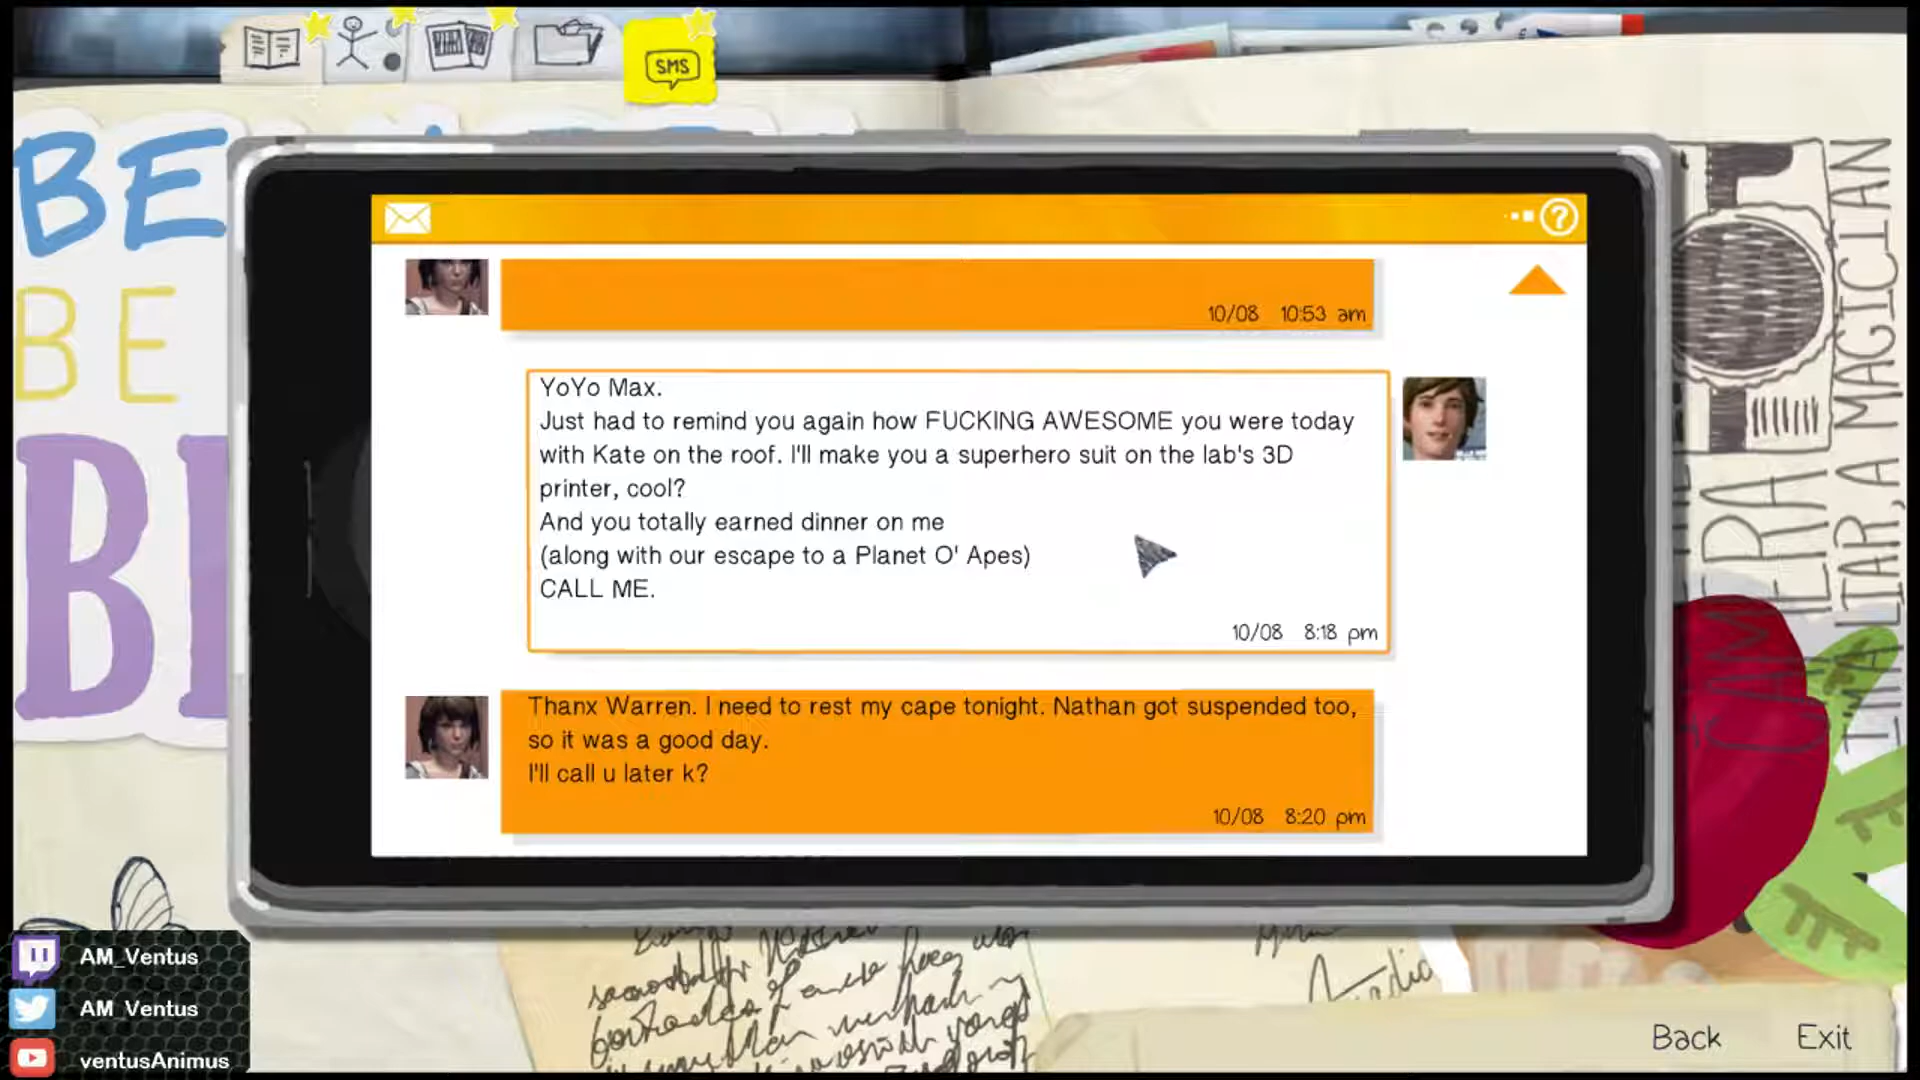 SMS
BE
BE
10/08 10:53 am
YoYo Max.
Just had to remind you again how FUCKING AWESOME you were today
with Kate on the roof. I'll make you a superhero suit on the lab's 3D
printer, cool?
And you totally earned dinner on me
(along with our escape to a Planet O' Apes)
CALL ME.
10/08 8:18 pm
Thanx Warren. I need to rest my cape tonight. Nathan got suspended too,
so it was a good day.
I'll call u later k?
10/08 8:20 pm
LIAR, A MAGICIAN
AM_Ventus
AM_Ventus
ventusAnimus
Back Exit